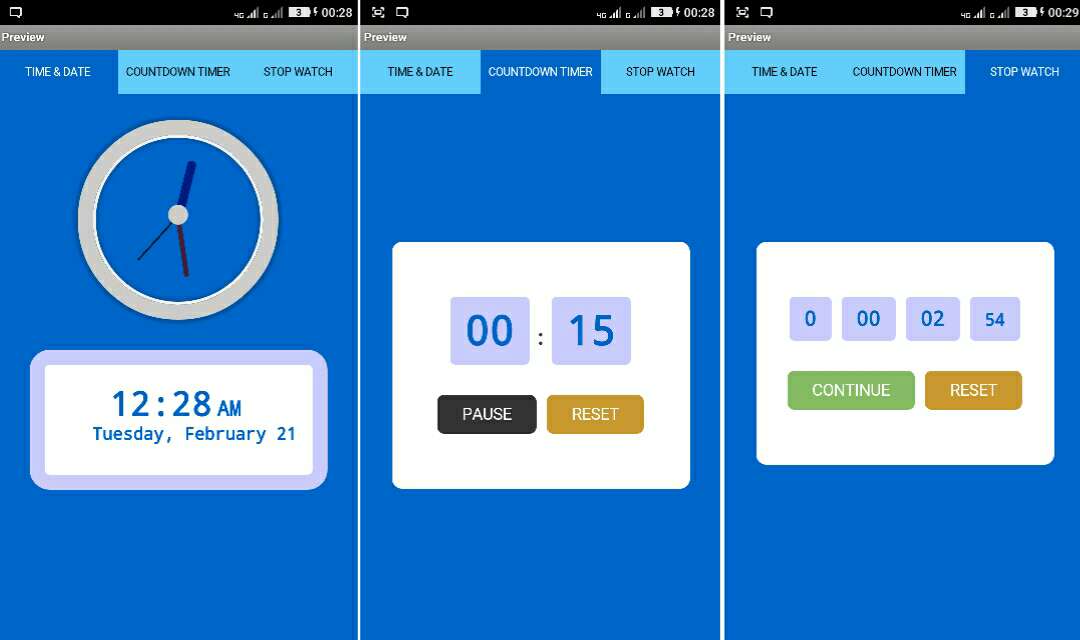 4G G 3 00:28
Preview
TIME & DATE COUNTDOWN TIMER STOP WATCH
12:28 AM
Tuesday, February 21
4G G 3 00:28
Preview
TIME & DATE COUNTDOWN TIMER STOP WATCH
00 : 15
PAUSE RESET
4G G 3 00:29
Preview
TIME & DATE COUNTDOWN TIMER STOP WATCH
0 00 02 54
CONTINUE RESET